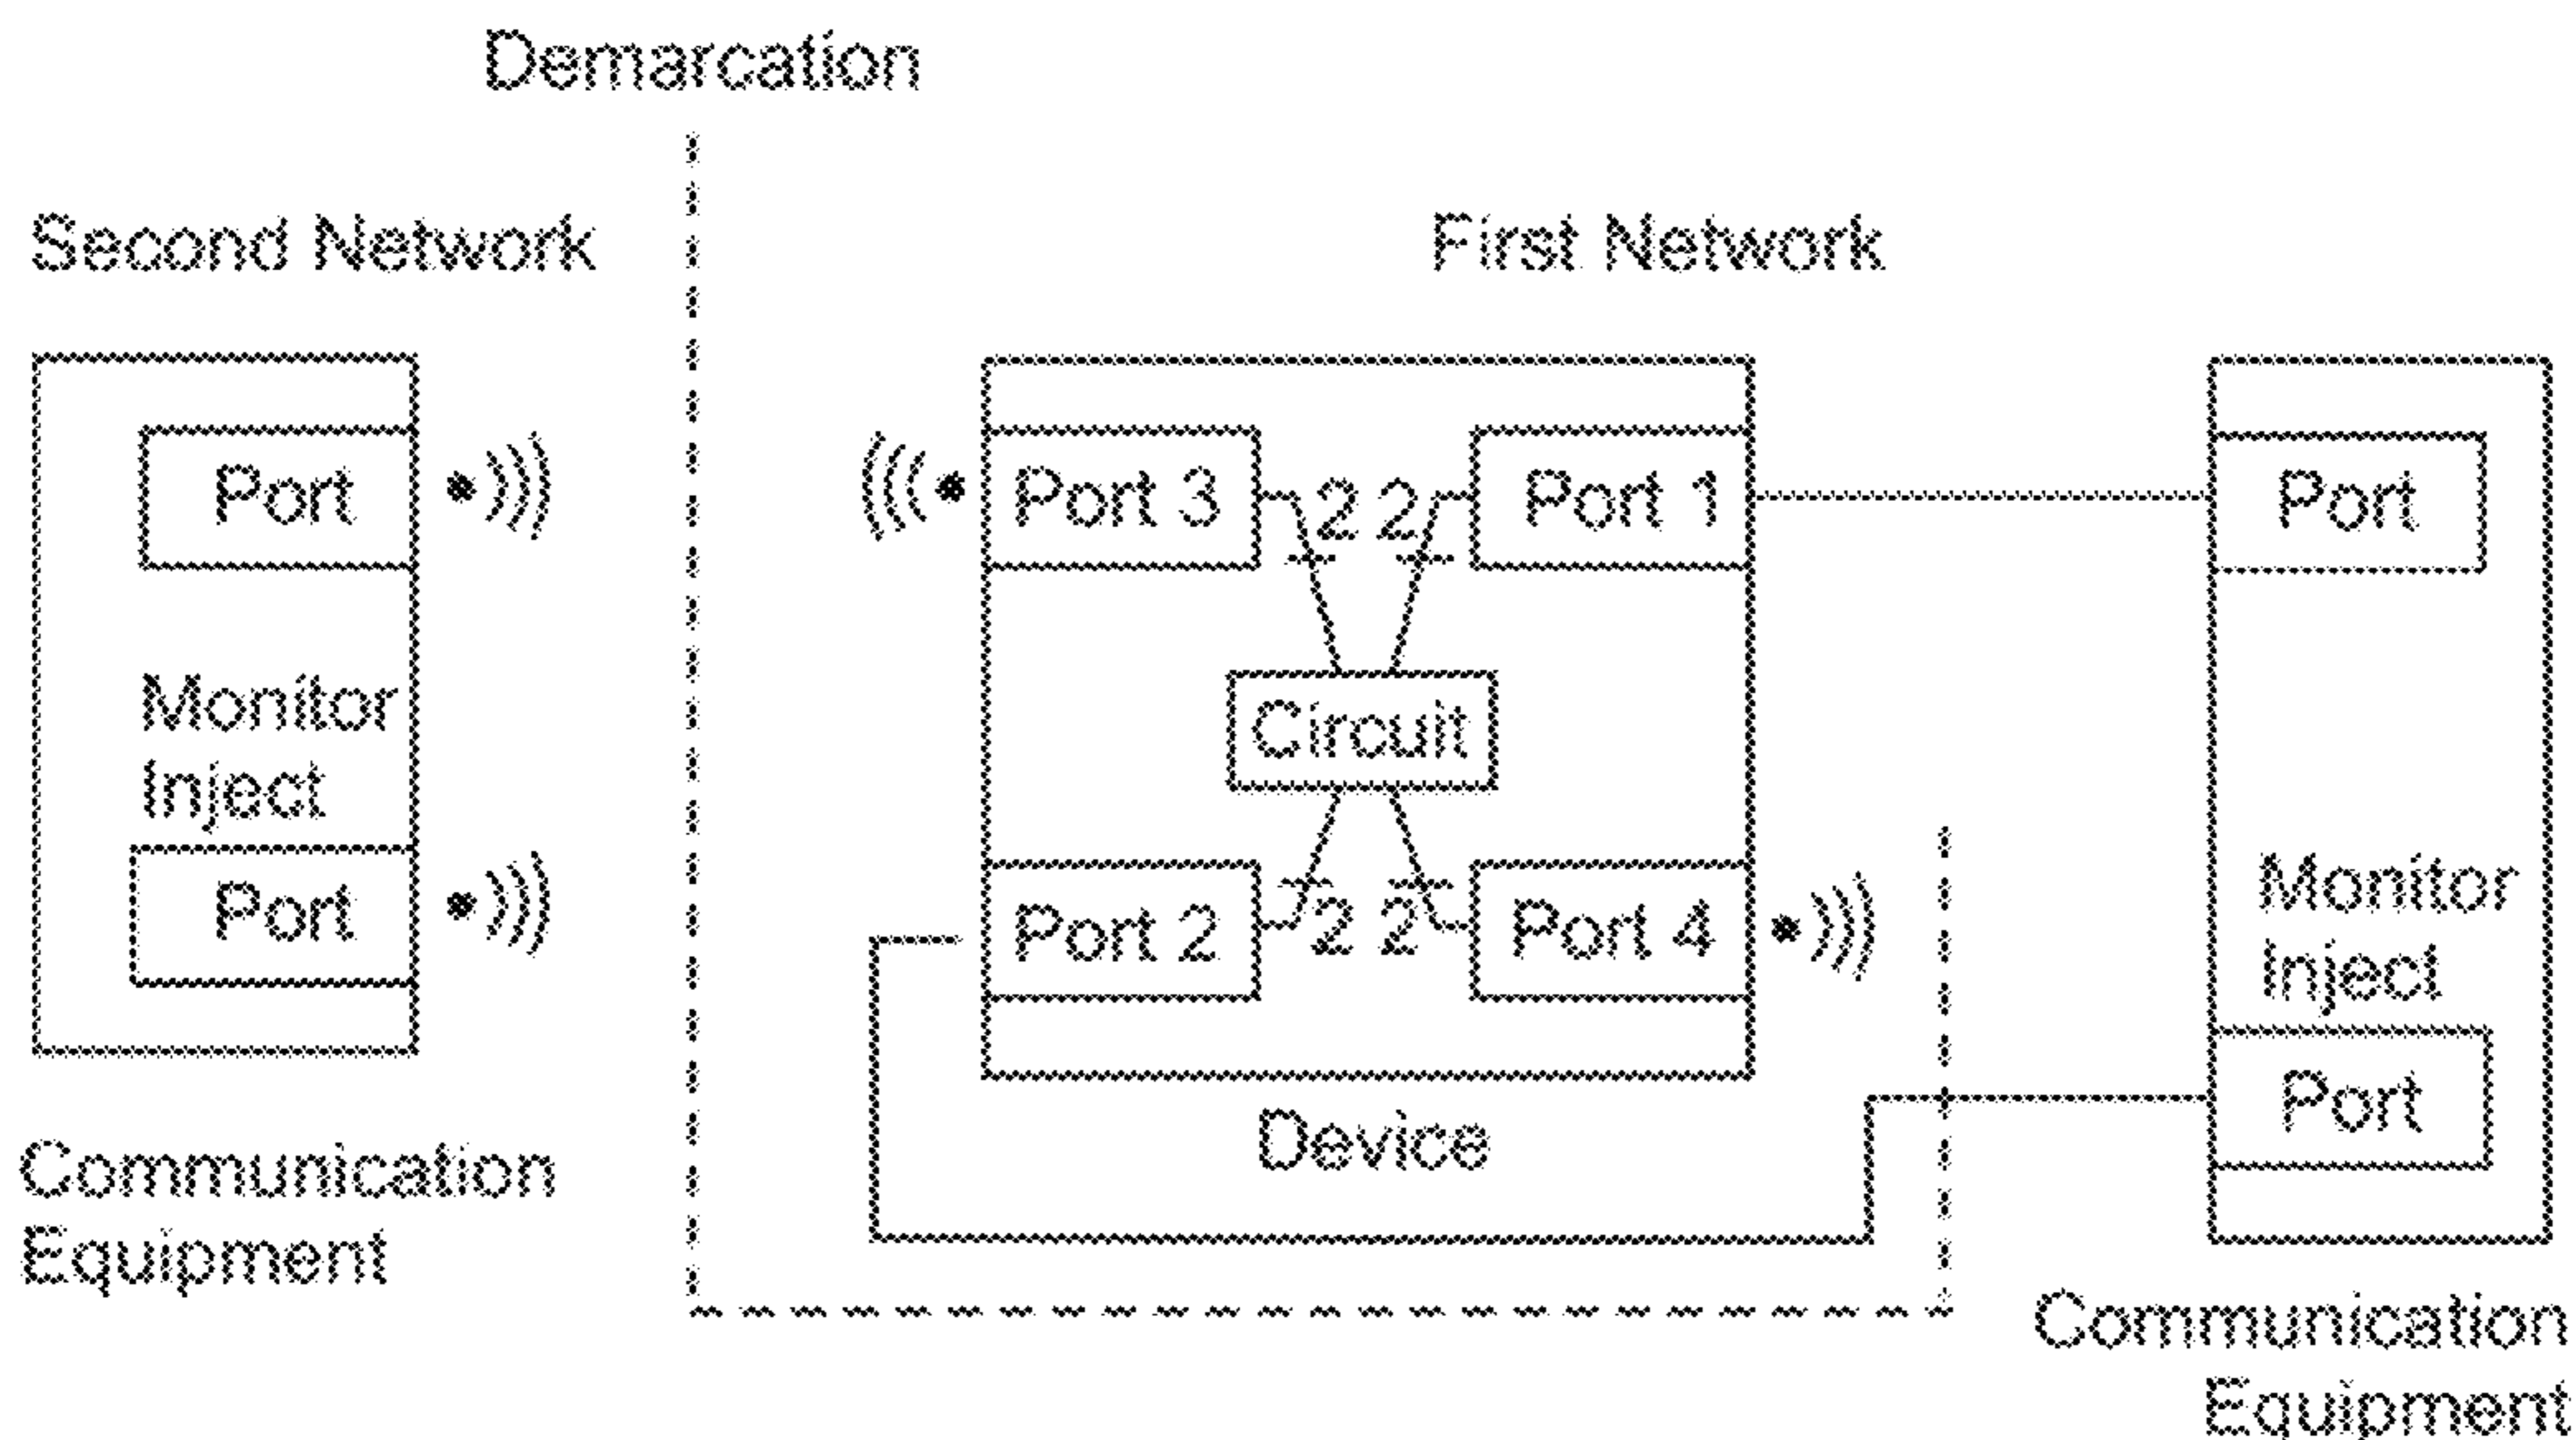 Demarcation
Second Network
First Network
Port
Port 3
2 2
Port 1
Port
Monitor
Inject
Circuit
Port
Port 2
2 2
Port 4
Monitor
Inject
Port
Device
Communication
Equipment
Communication
Equipment